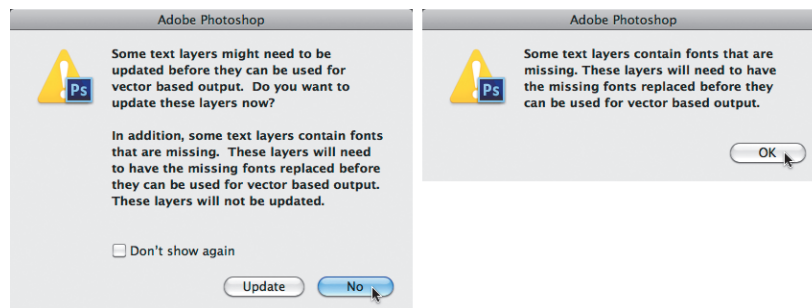 Adobe Photoshop
Some text layers might need to be
updated before they can be used for
vector based output.  Do you want to
update these layers now?
In addition, some text layers contain fonts
that are missing.  These layers will need
to have the missing fonts replaced before
they can be used for vector based output.
These layers will not be updated.
Don't show again
Update
No
Ps
Adobe Photoshop
Some text layers contain fonts that are
missing. These layers will need to have
the missing fonts replaced before they
can be used for vector based output.
OK
Ps